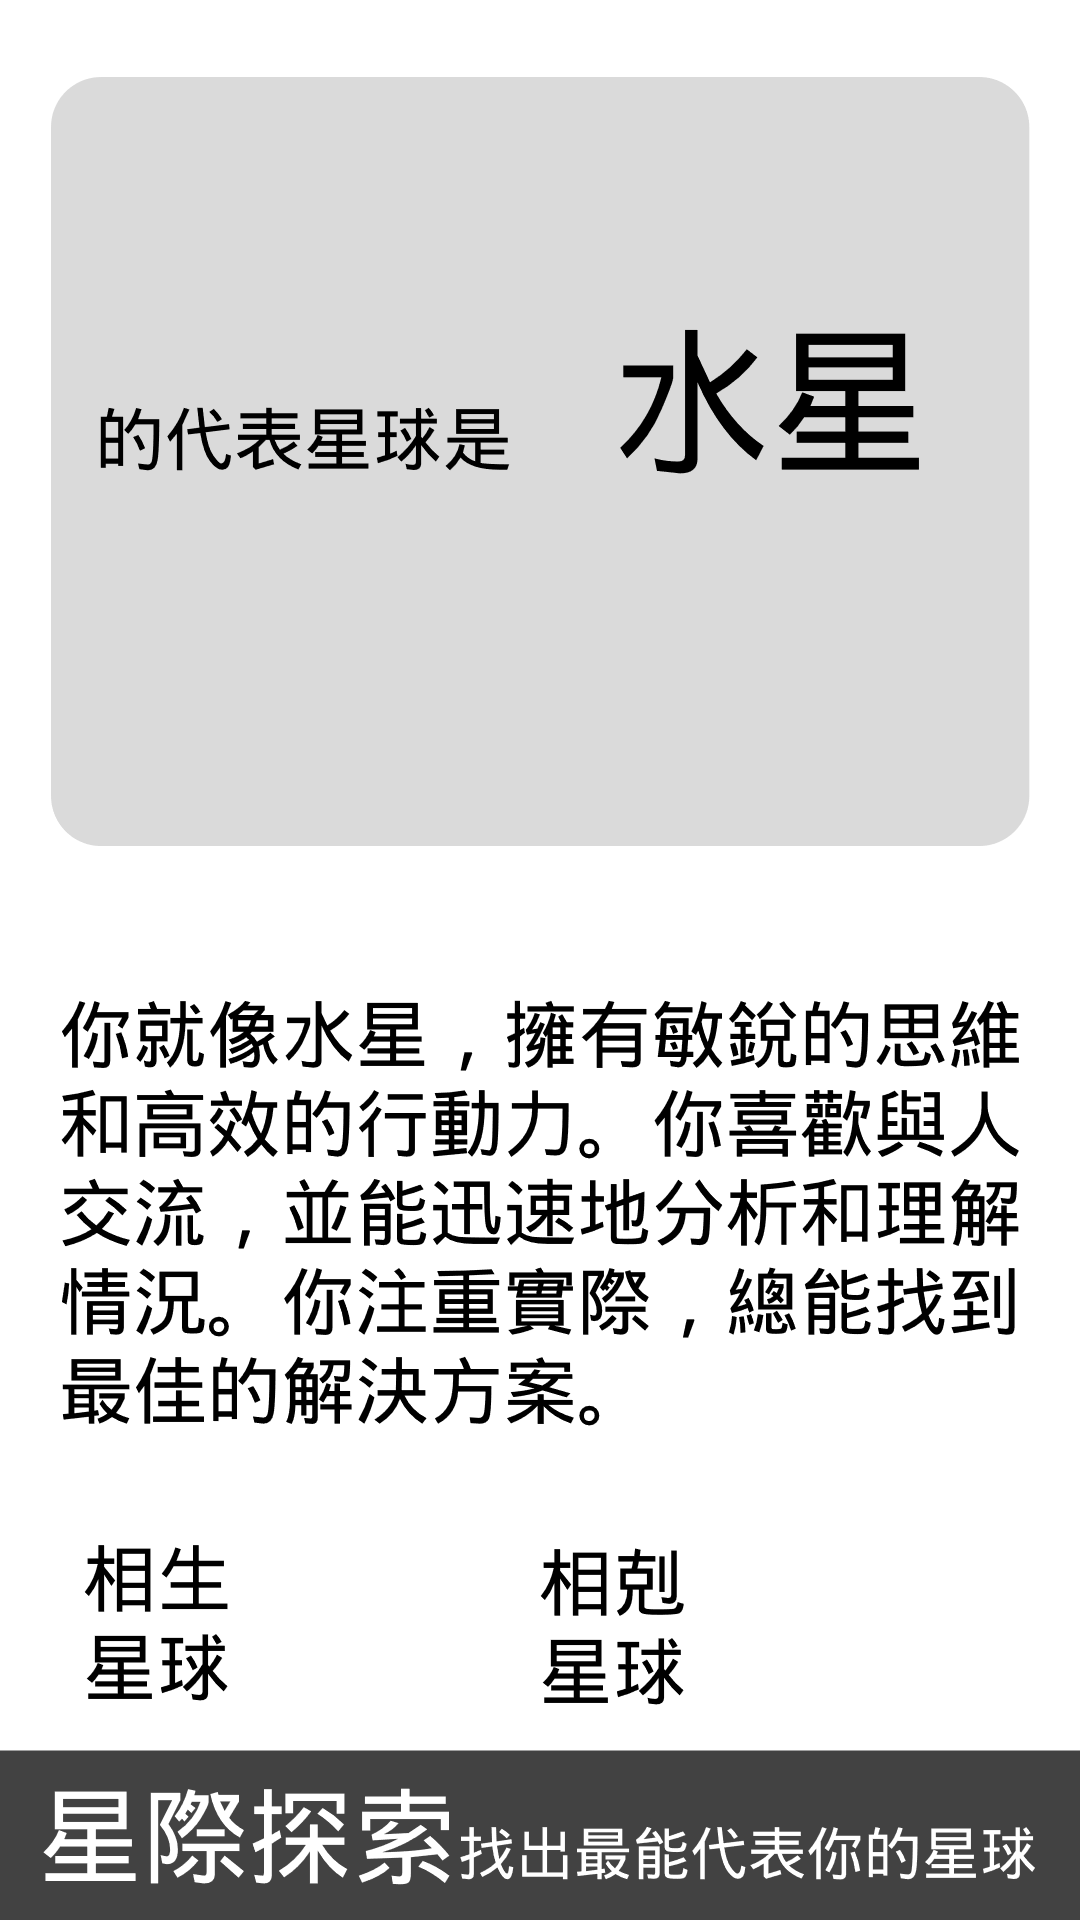 的代表星球是 水星
你就像水星，擁有敏銳的思維
和高效的行動力。你喜歡與人
交流，並能迅速地分析和理解
情況。你注重實際，總能找到
最佳的解決方案。
相生
星球
相剋
星球
星際探索找出最能代表你的星球